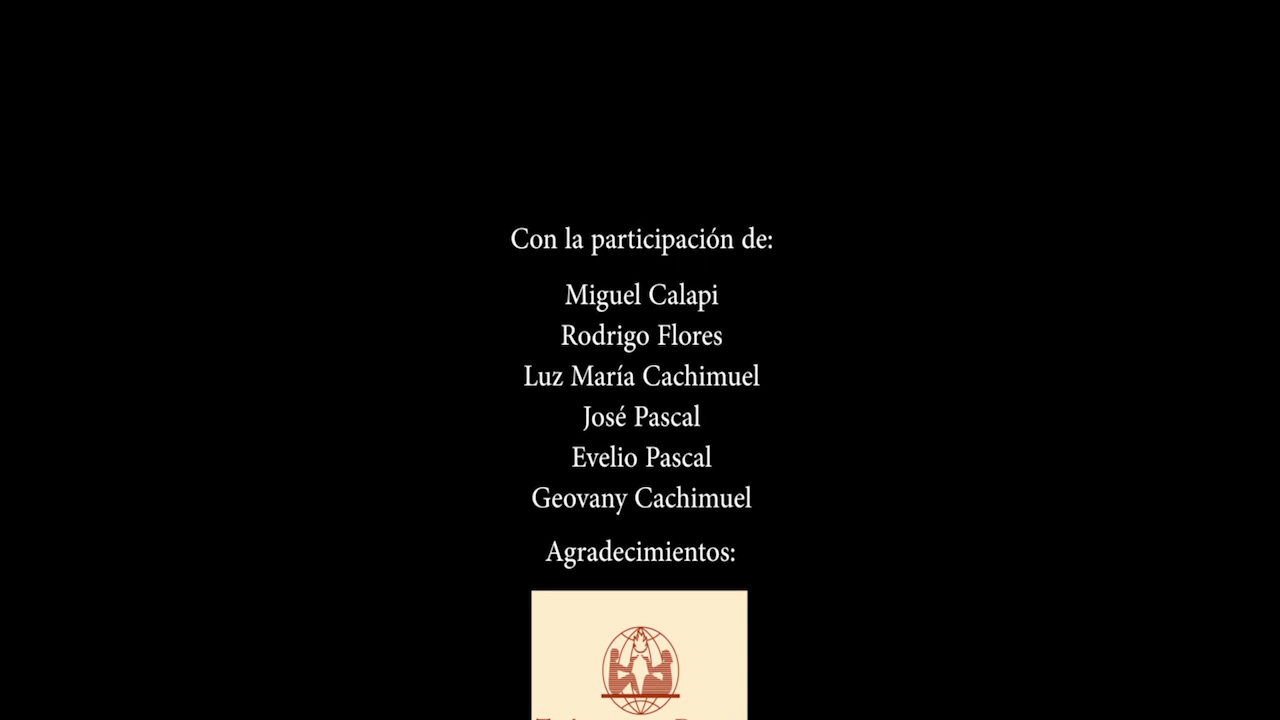 Con la participación de:
Miguel Calapi
Rodrigo Flores
Luz María Cachimuel
José Pascal
Evelio Pascal
Geovany Cachimuel
Agradecimientos: